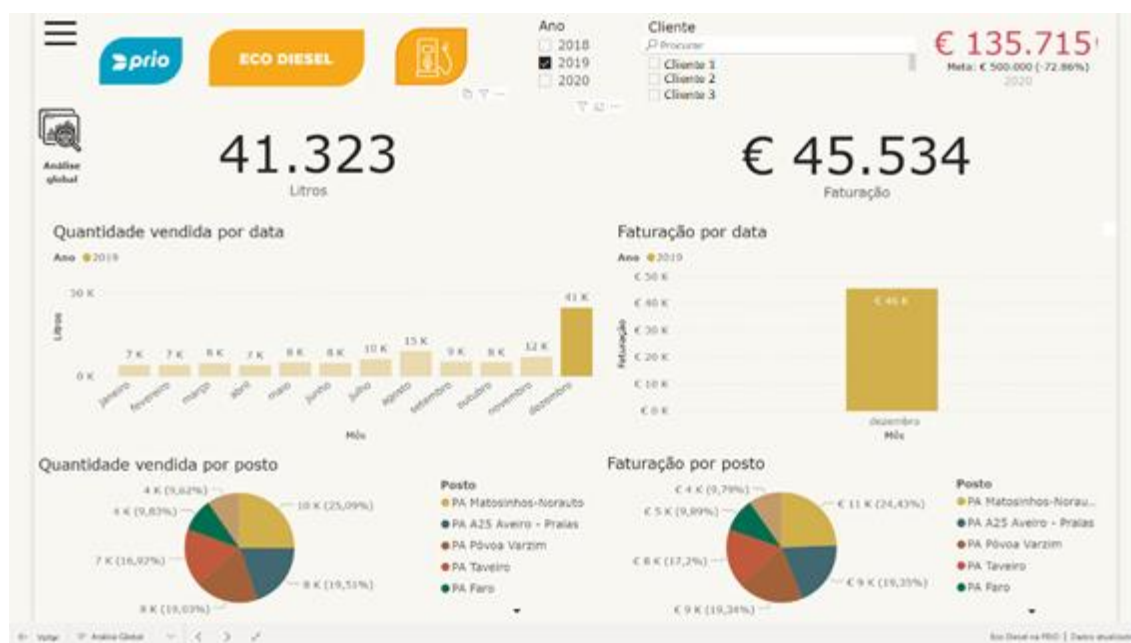 prio
ECO DIESEL
Ano
2018
2019
2020
Cliente
Procurar
Cliente 1
Cliente 2
Cliente 3
€ 135.715
Meta: € 500.000 (-72.86%)
2020
Análise
global
41.323
Litros
€ 45.534
Faturação
Quantidade vendida por data
Ano 2019
50 K
0 K
Litros
7 K
7 K
8 K
7 K
8 K
8 K
10 K
15 K
9 K
8 K
12 K
41 K
janeiro
fevereiro
março
abril
maio
junho
julho
agosto
setembro
outubro
novembro
dezembro
Mês
Faturação por data
Ano 2019
€ 50 K
€ 40 K
€ 30 K
€ 20 K
€ 10 K
€ 0 K
Faturação
€ 46 K
dezembro
Mês
Quantidade vendida por posto
4 K (9,62%)
4 K (9,83%)
7 K (16,92%)
8 K (19,03%)
8 K (19,51%)
10 K (25,09%)
Posto
PA Matosinhos-Norauto
PA A25 Aveiro - Praias
PA Póvoa Varzim
PA Taveiro
PA Faro
Faturação por posto
€ 4 K (9,79%)
€ 5 K (9,89%)
€ 8 K (17,2%)
€ 9 K (19,34%)
€ 9 K (19,35%)
€ 11 K (24,43%)
Posto
PA Matosinhos-Norau...
PA A25 Aveiro - Praias
PA Póvoa Varzim
PA Taveiro
PA Faro
Voltar
Análise Global
Eco Diesel na PRIO | Dados atualizados